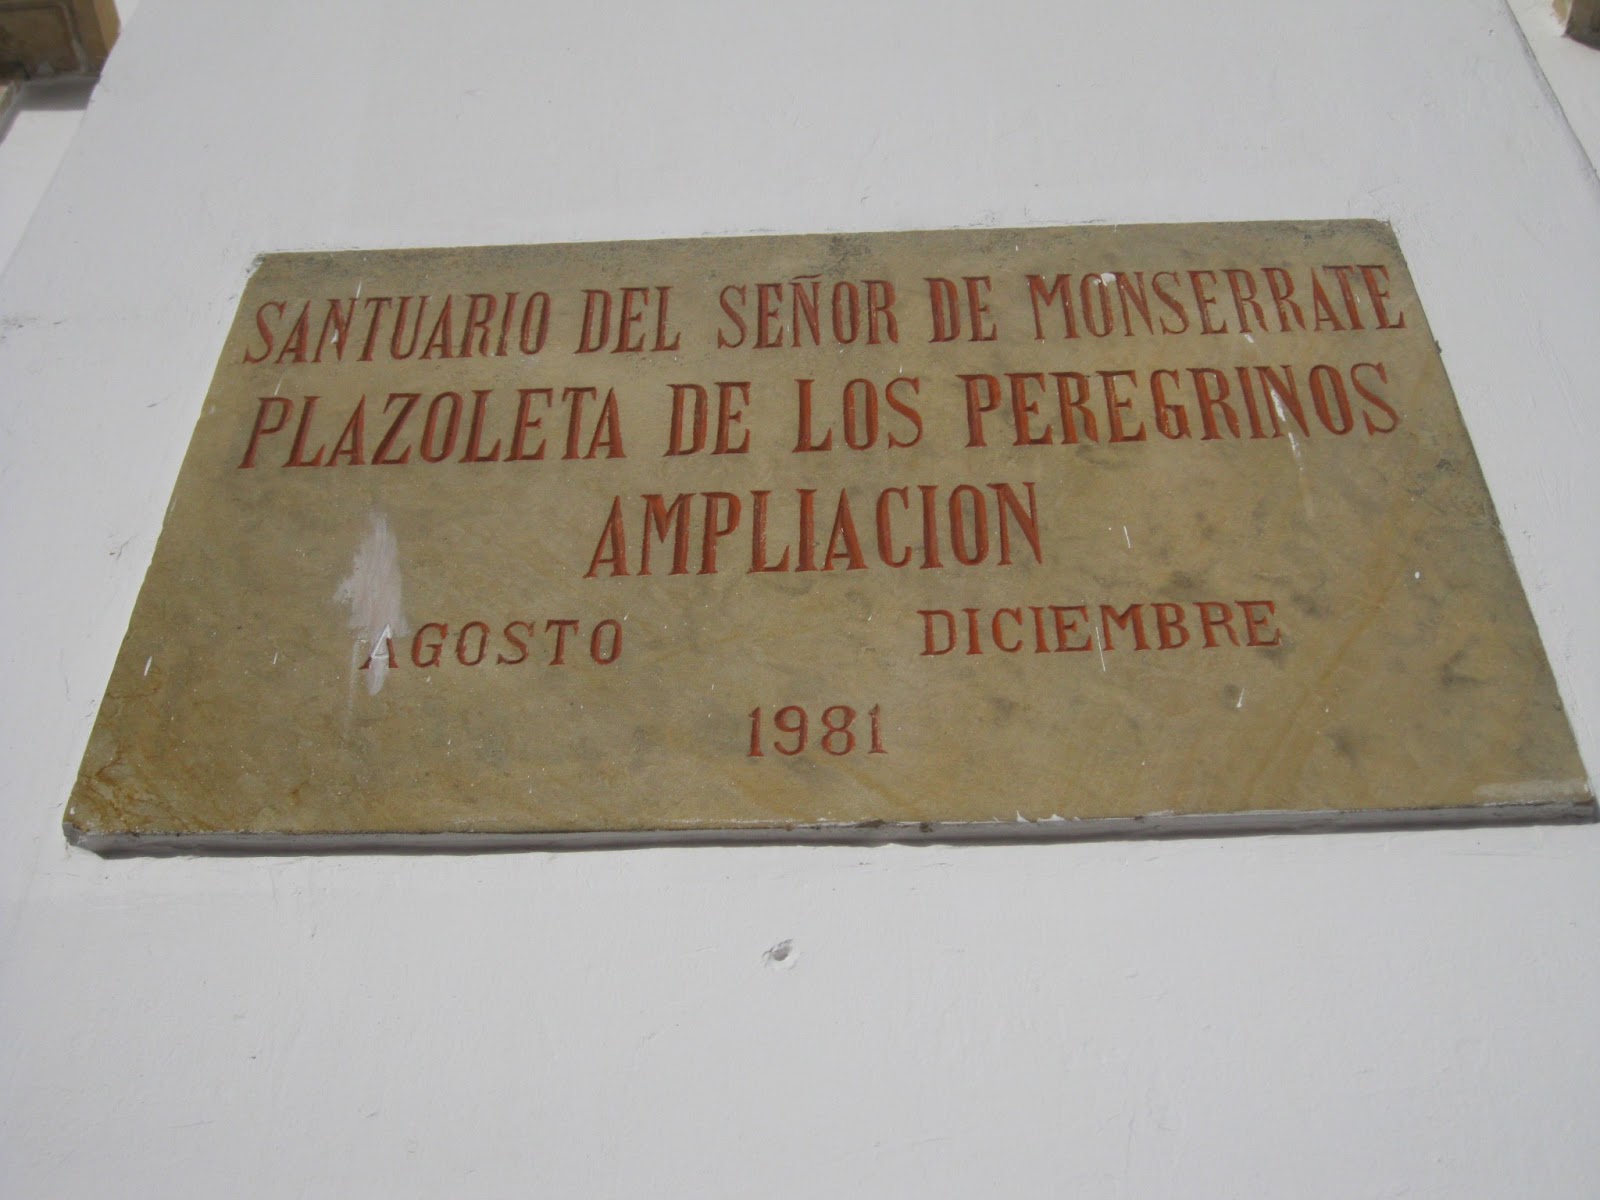 SANTUARIO DEL SEÑOR DE MONSERRATE
PLAZOLETA DE LOS PEREGRINOS
AMPLIACION
AGOSTO DICIEMBRE
1981